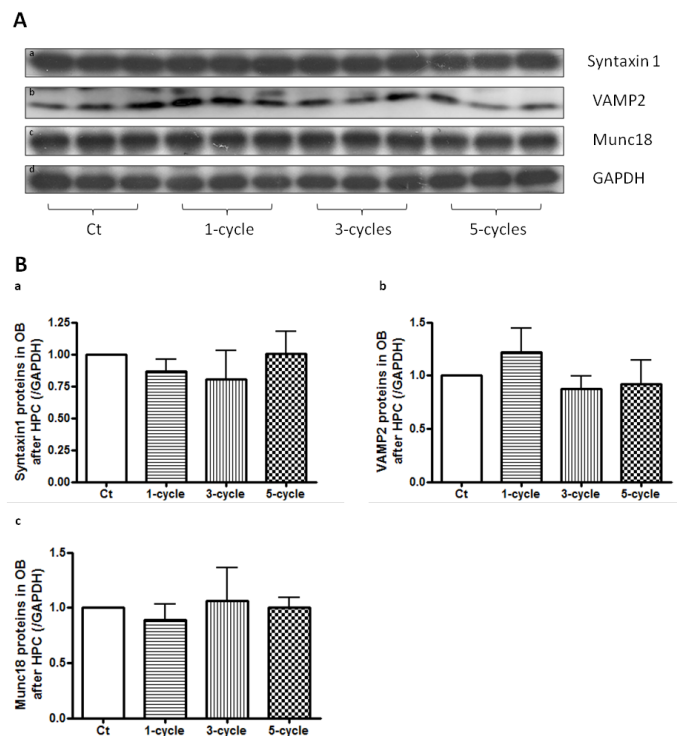 A
a
Syntaxin 1
b
VAMP2
c
Munc18
d
GAPDH
Ct 1-cycle 3-cycles 5-cycles
B
a
Syntaxin1 proteins in OB
after HPC (/GAPDH)
1.25
1.00
0.75
0.50
0.25
0.00
Ct 1-cycle 3-cycle 5-cycle
b
VAMP2 proteins in OB
after HPC (/GAPDH)
1.5
1.0
0.5
0.0
Ct 1-cycle 3-cycle 5-cycle
c
Munc18 proteins in OB
after HPC (/GAPDH)
1.5
1.0
0.5
0.0
Ct 1-cycle 3-cycle 5-cycle